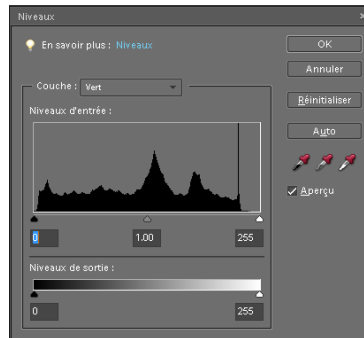 Niveaux
En savoir plus : Niveaux
OK
Annuler
Réinitialiser
Auto
Aperçu
Couche : Vert
Niveaux d'entrée :
0 1.00 255
Niveaux de sortie :
0 255